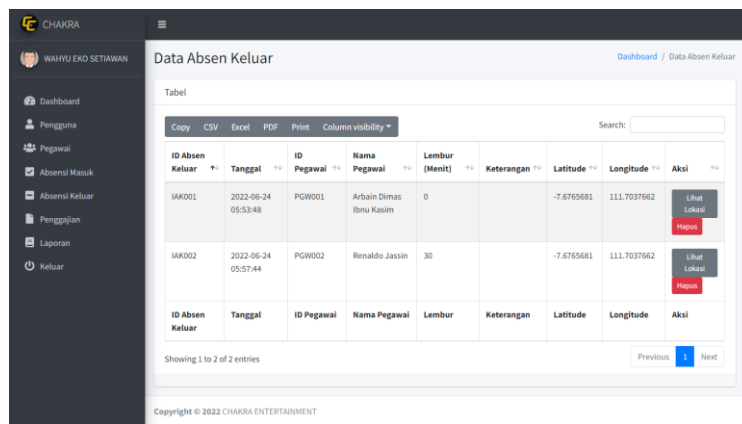 CHAKRA
WAHYU EKO SETIAWAN
Dashboard
Pengguna
Pegawai
Absensi Masuk
Absensi Keluar
Penggajian
Laporan
Keluar
Data Absen Keluar
Dashboard / Data Absen Keluar
Tabel
Copy CSV Excel PDF Print Column visibility
Search:
ID Absen Keluar Tanggal ID Pegawai Nama Pegawai Lembur (Menit) Keterangan Latitude Longitude Aksi
IAK001 2022-06-24 05:53:48 PGW001 Arbain Dimas Ibnu Kasim 0 -7.6765681 111.7037662 Lihat Lokasi
Hapus
IAK002 2022-06-24 05:57:44 PGW002 Renaldo Jassin 30 -7.6765681 111.7037662 Lihat Lokasi
Hapus
ID Absen Keluar Tanggal ID Pegawai Nama Pegawai Lembur Keterangan Latitude Longitude Aksi
Showing 1 to 2 of 2 entries
Previous 1 Next
Copyright © 2022 CHAKRA ENTERTAINMENT